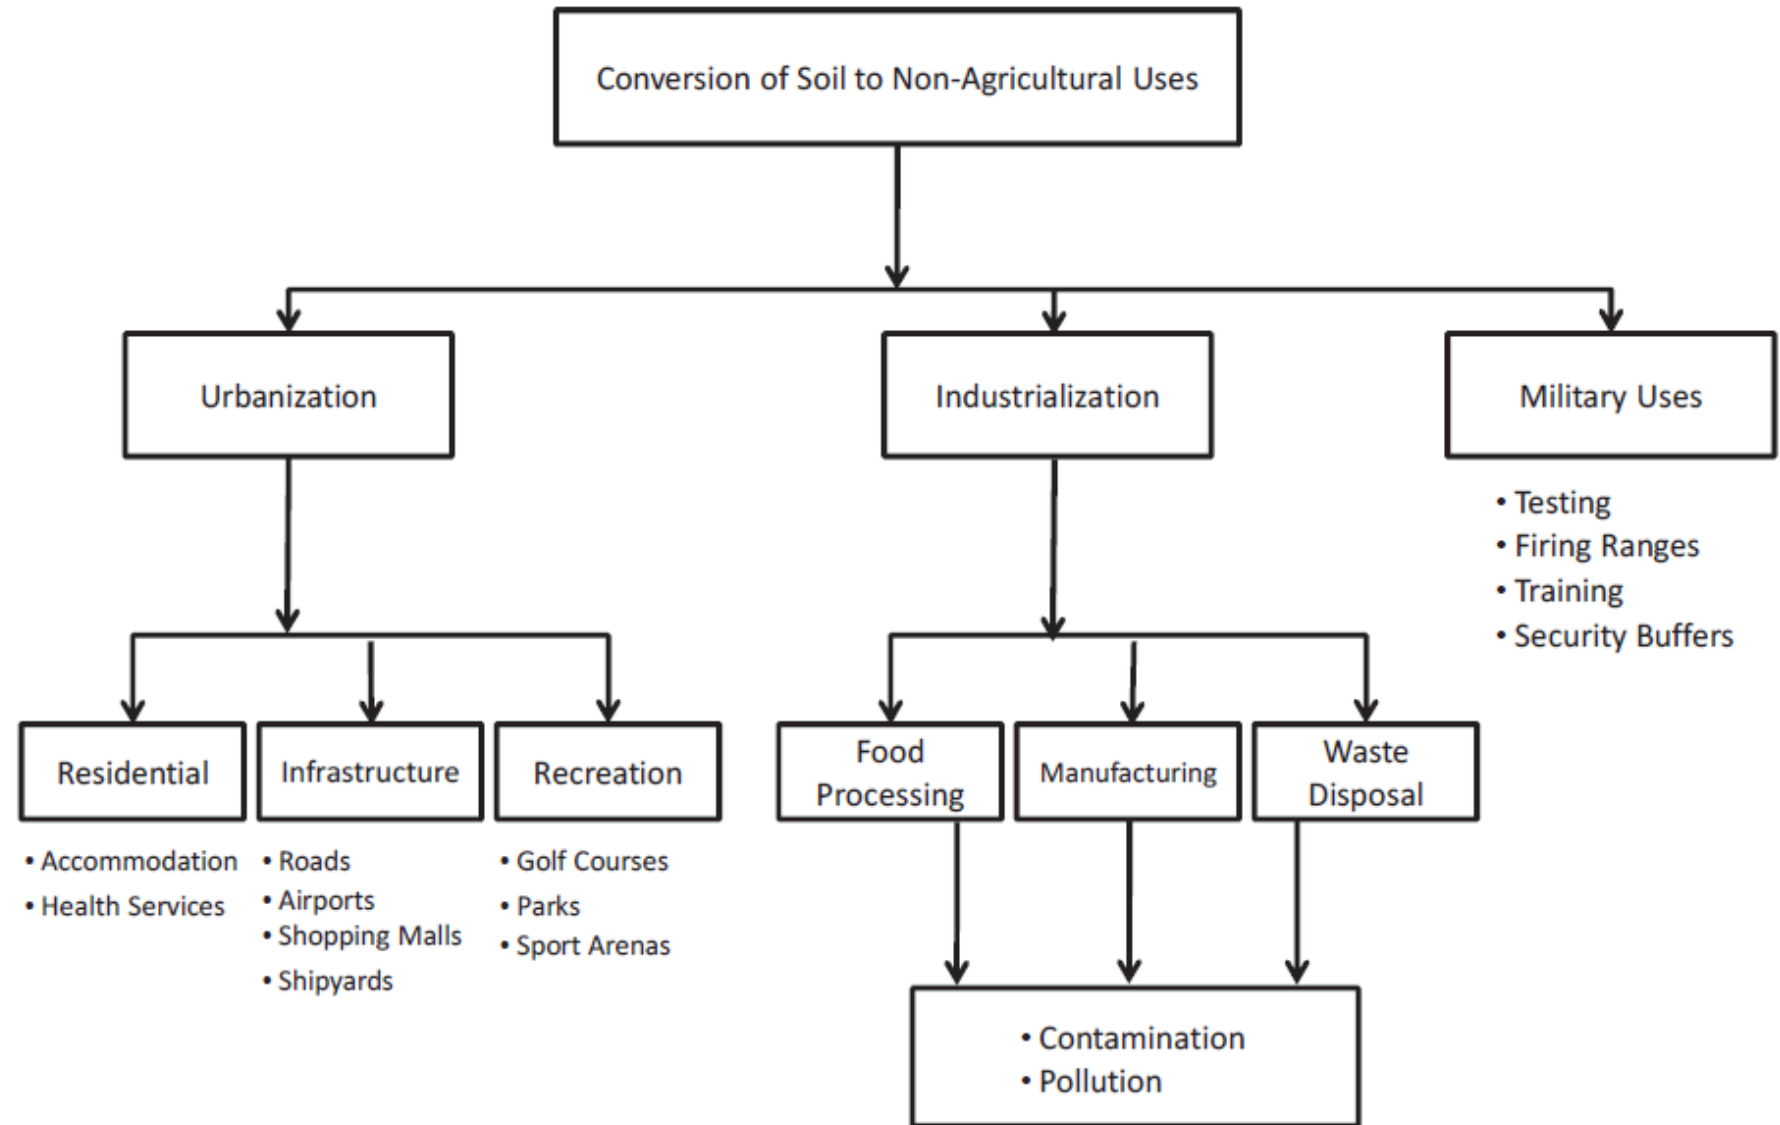 Conversion of Soil to Non-Agricultural Uses
Urbanization
Industrialization
Military Uses
• Testing
• Firing Ranges
• Training
• Security Buffers
Residential
Infrastructure
Recreation
Food
Processing
Manufacturing
Waste
Disposal
• Accommodation
• Health Services
• Roads
• Airports
• Shopping Malls
• Shipyards
• Golf Courses
• Parks
• Sport Arenas
• Contamination
• Pollution